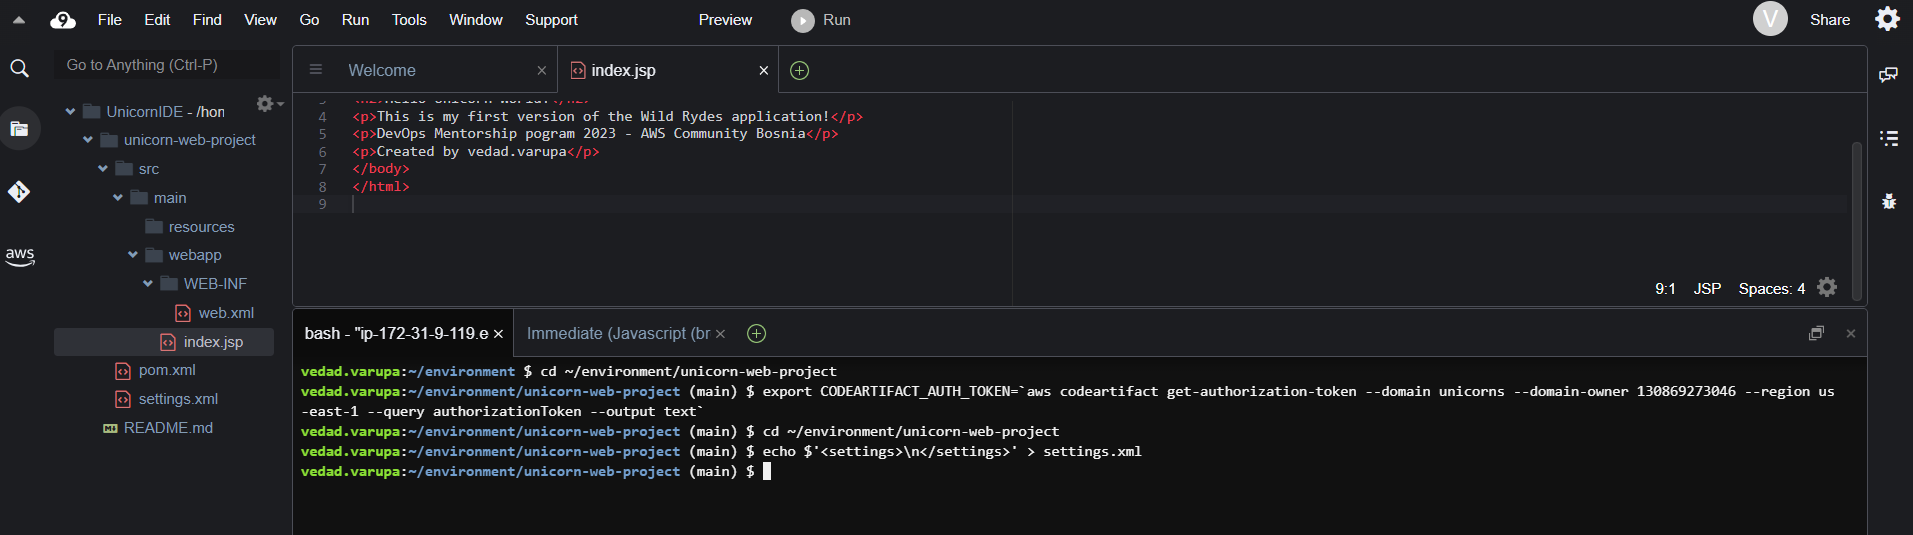 File Edit Find View Go Run Tools Window Support Preview Run V Share
Go to Anything (Ctrl-P)
Welcome
index.jsp
UnicornIDE - /hon
unicorn-web-project
src
main
resources
webapp
WEB-INF
web.xml
index.jsp
pom.xml
settings.xml
README.md
aws
4 <p>This is my first version of the Wild Rydes application!</p>
5 <p>DevOps Mentorship pogram 2023 - AWS Community Bosnia</p>
6 <p>Created by vedad.varupa</p>
7 </body>
8 </html>
9
9:1 JSP Spaces: 4
bash - "ip-172-31-9-119.e
Immediate (Javascript (br
vedad.varupa:~/environment $ cd ~/environment/unicorn-web-project
vedad.varupa:~/environment/unicorn-web-project (main) $ export CODEARTIFACT_AUTH_TOKEN=`aws codeartifact get-authorization-token --domain unicorns --domain-owner 130869273046 --region us
-east-1 --query authorizationToken --output text`
vedad.varupa:~/environment/unicorn-web-project (main) $ cd ~/environment/unicorn-web-project
vedad.varupa:~/environment/unicorn-web-project (main) $ echo $'<settings>\n</settings>' > settings.xml
vedad.varupa:~/environment/unicorn-web-project (main) $